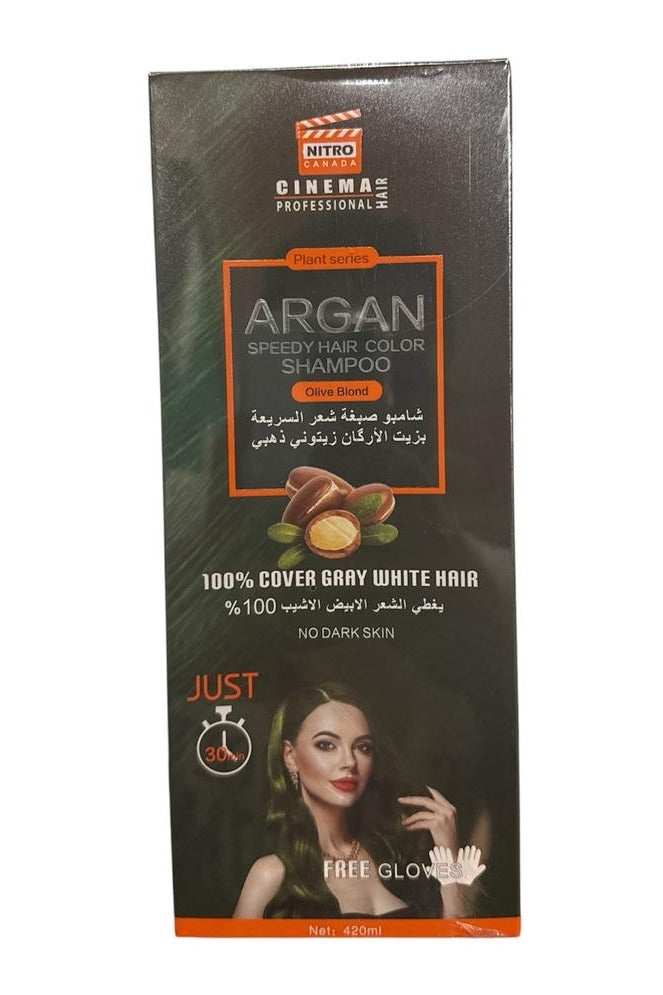 NITRO
CANADA
CINEMA
PROFESSIONAL
HAIR
Plant series
ARGAN
SPEEDY HAIR COLOR
SHAMPOO
Olive Blond
شامبو صبغة شعر السريعة
بزيت الأرگان زيتوني ذهبي
100% COVER GRAY WHITE HAIR
يغطي الشعر الابيض الاشيب 100%
NO DARK SKIN
JUST
30min
FREE GLOVES
Net: 420ml